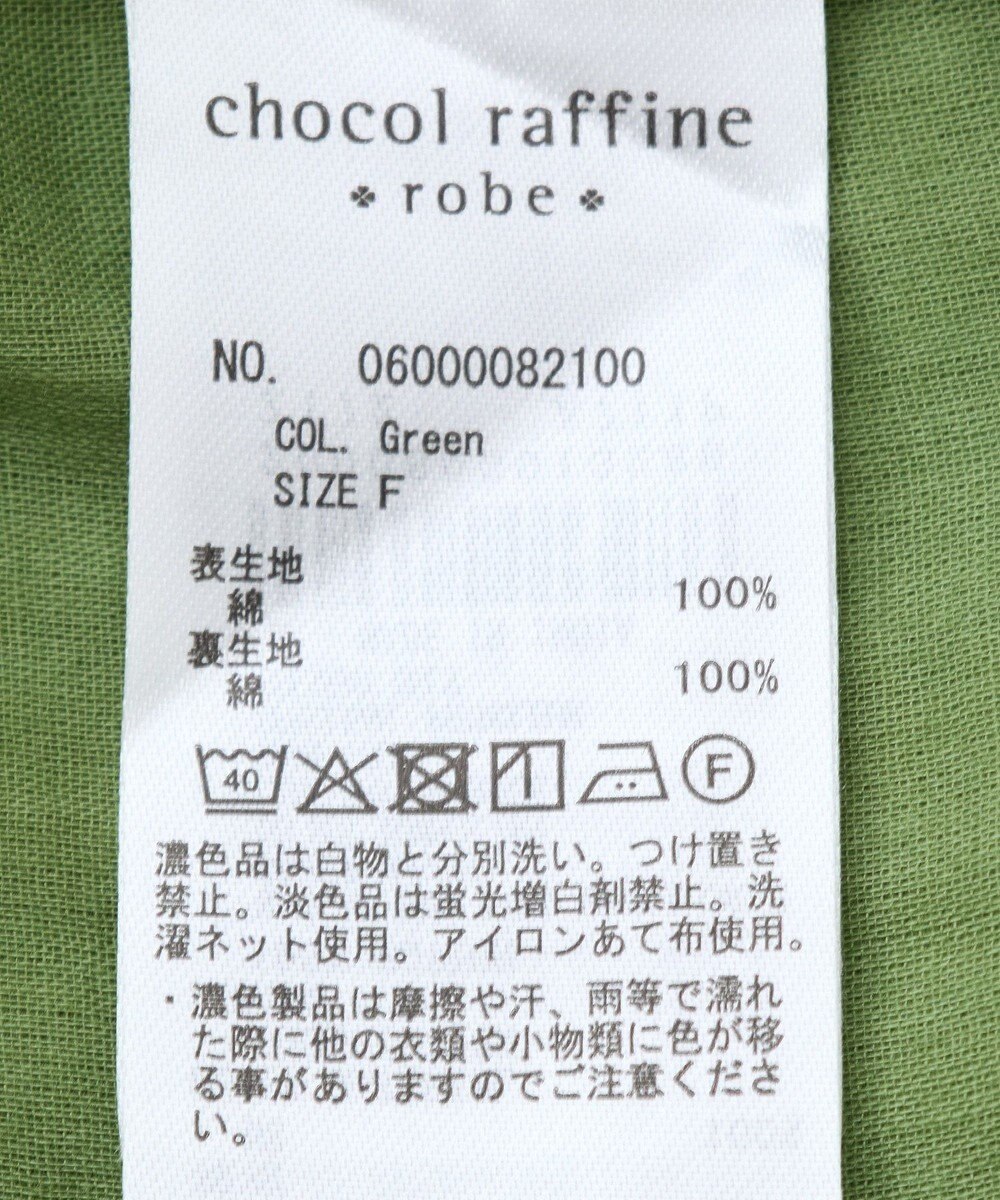 chocol raffine
robe
NO. 06000082100
COL. Green
SIZE F
表生地
綿 100%
裏生地
綿 100%
40 F
濃色品は白物と分別洗い。つけ置き
禁止。淡色品は蛍光増白剤禁止。洗
濯ネット使用。アイロンあて布使用。
・濃色製品は摩擦や汗、雨等で濡れ
た際に他の衣類や小物類に色が移
る事がありますのでご注意くださ
い。